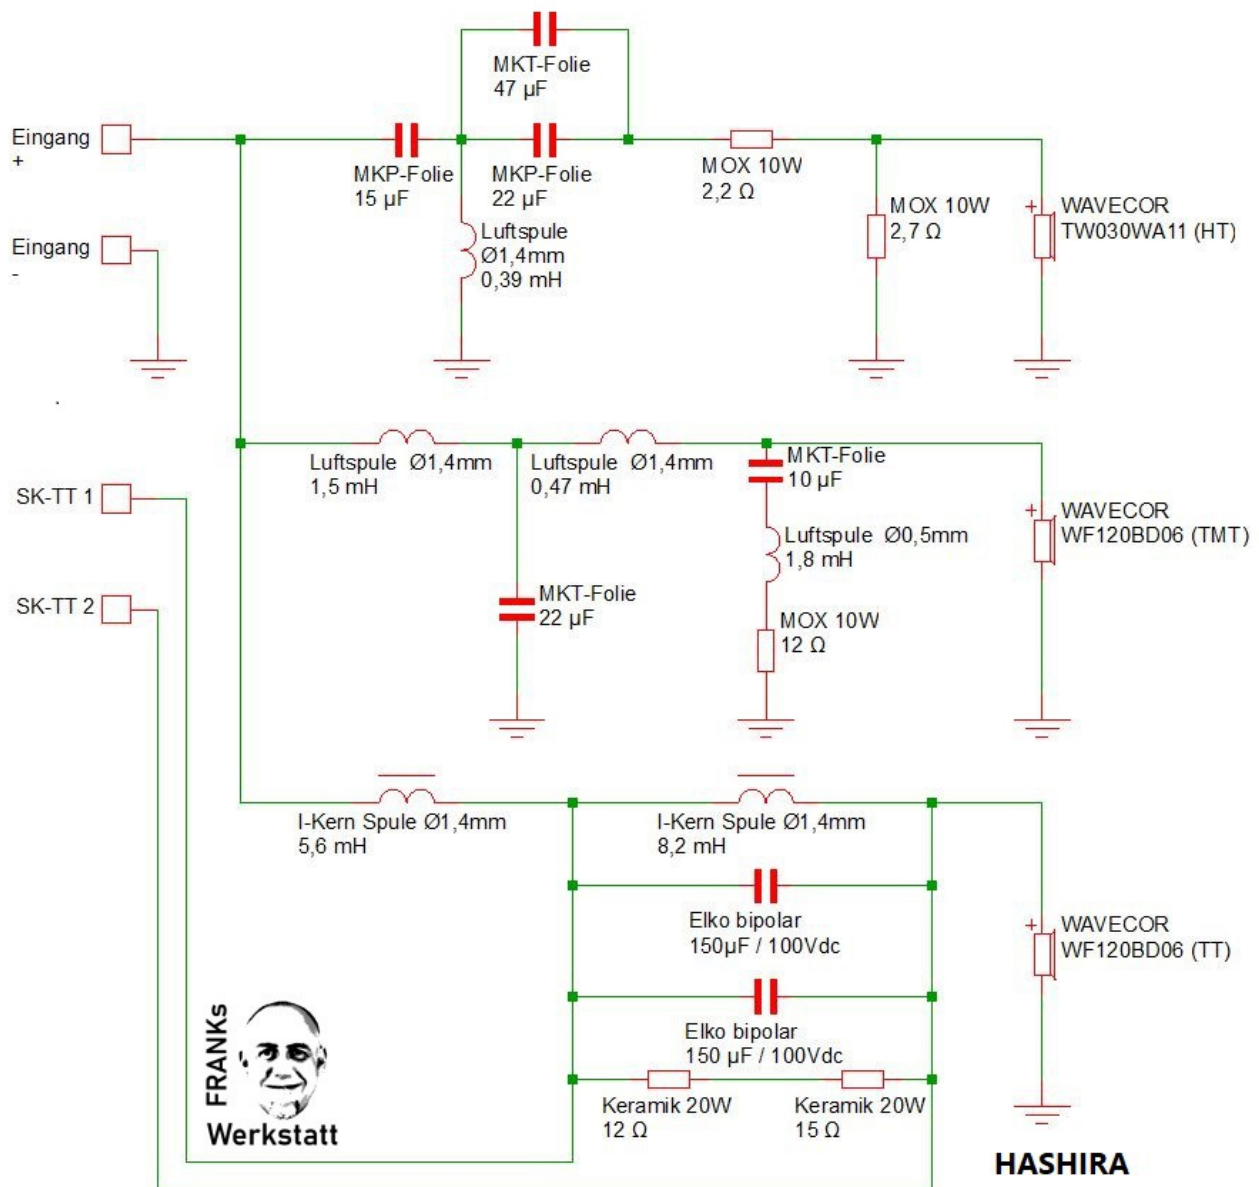 MKT-Folie
47 µF
Eingang
+
MKP-Folie
15 µF
MKP-Folie
22 µF
MOX 10W
2,2 Ω
MOX 10W
2,7 Ω
+
WAVECOR
TW030WA11 (HT)
Eingang
-
Luftspule
Ø1,4mm
0,39 mH
Luftspule Ø1,4mm
1,5 mH
Luftspule Ø1,4mm
0,47 mH
MKT-Folie
10 µF
SK-TT 1
+
WAVECOR
WF120BD06 (TMT)
Luftspule Ø0,5mm
1,8 mH
SK-TT 2
MKT-Folie
22 µF
MOX 10W
12 Ω
I-Kern Spule Ø1,4mm
5,6 mH
I-Kern Spule Ø1,4mm
8,2 mH
Elko bipolar
150µF / 100Vdc
+
WAVECOR
WF120BD06 (TT)
Elko bipolar
150 µF / 100Vdc
Keramik 20W
12 Ω
Keramik 20W
15 Ω
FRANKs
Werkstatt
HASHIRA